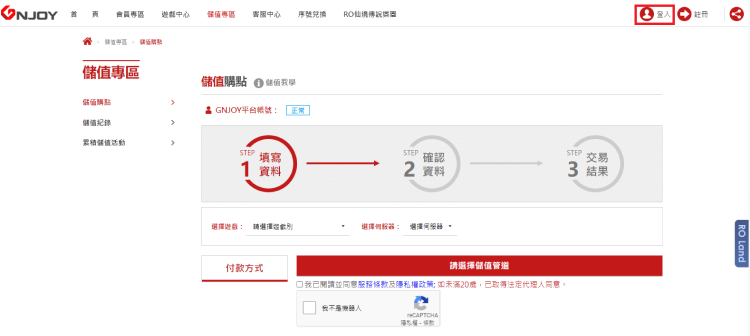 GNJOY 首 頁 會員專區 遊戲中心 儲值專區 客服中心 序號兌換 RO仙境傳說樂園 登入 註冊
儲值專區 儲值購點
儲值專區
儲值購點
儲值紀錄
累積儲值活動
儲值購點 儲值教學
GNJOY平台帳號： 正常
STEP 1 填寫資料
STEP 2 確認資料
STEP 3 交易結果
選擇遊戲： 請選擇遊戲別 選擇伺服器： 選擇伺服器
RO Land
付款方式 請選擇儲值管道
我已閱讀並同意服務條款及隱私權政策; 如未滿20歲，已取得法定代理人同意。
我不是機器人
reCAPTCHA
隱私權 - 條款